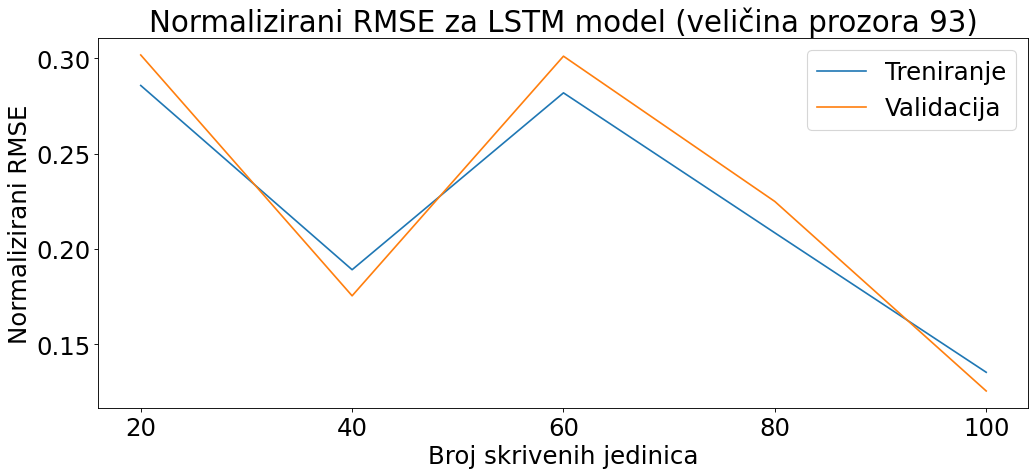 Normalizirani RMSE za LSTM model (veličina prozora 93)
Treniranje
Validacija
Normalizirani RMSE
0.30
0.25
0.20
0.15
20 40 60 80 100
Broj skrivenih jedinica